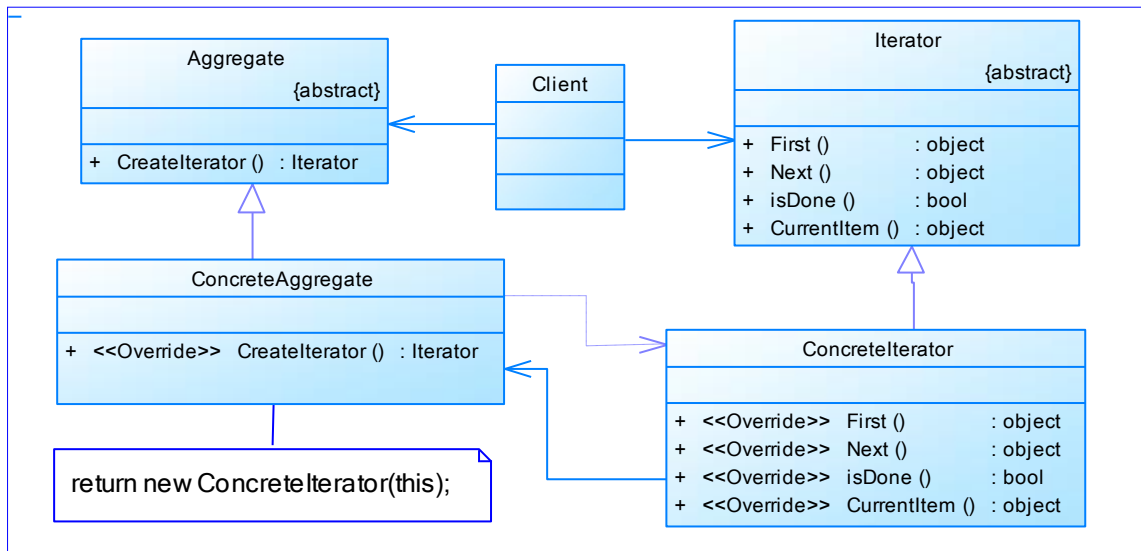 Aggregate
{abstract}
+ CreateIterator () : Iterator
Client
Iterator
{abstract}
+ First () : object
+ Next () : object
+ isDone () : bool
+ CurrentItem () : object
ConcreteAggregate
+ <<Override>> CreateIterator () : Iterator
return new ConcreteIterator(this);
ConcreteIterator
+ <<Override>> First () : object
+ <<Override>> Next () : object
+ <<Override>> isDone () : bool
+ <<Override>> CurrentItem () : object